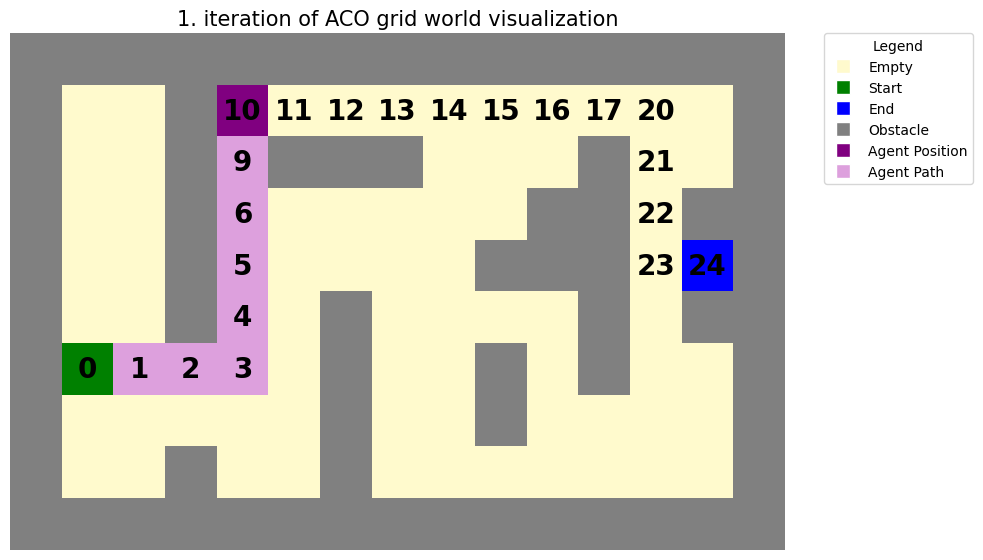 1. iteration of ACO grid world visualization
Legend
Empty
Start
End
Obstacle
Agent Position
Agent Path
10 11 12 13 14 15 16 17 20
9 21
6 22
5 23 24
4
0 1 2 3